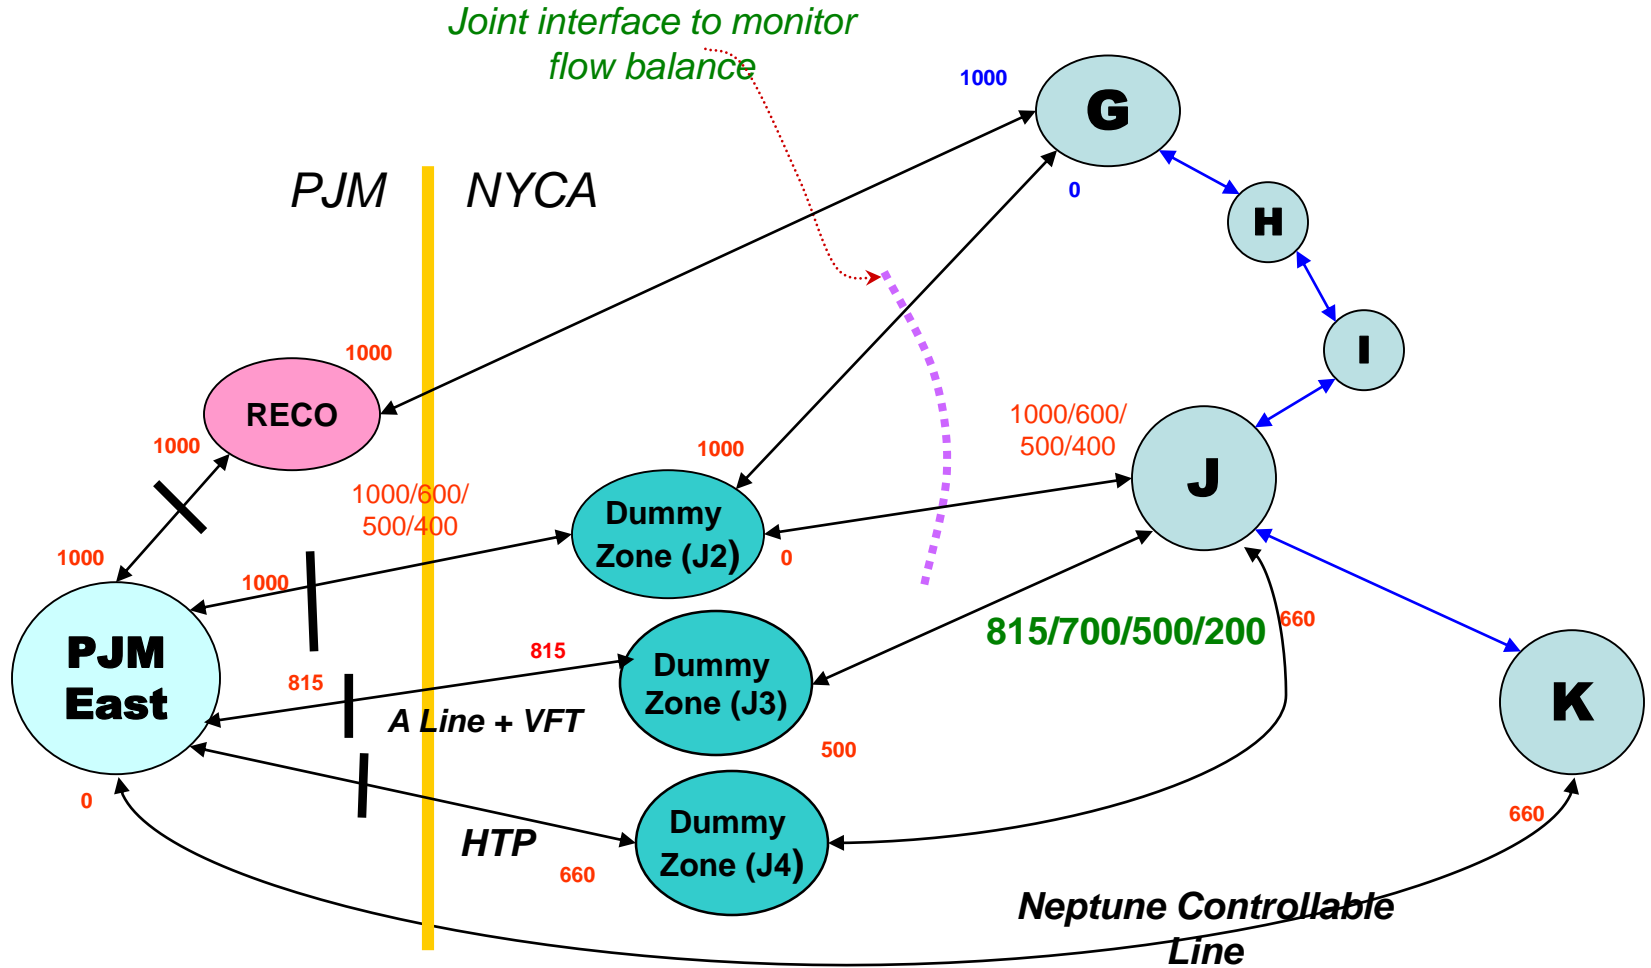 Joint interface to monitor
flow balance
1000
G
PJM
NYCA
0
H
I
1000
RECO
1000
1000/600/
500/400
1000/600/
500/400
1000
J
Dummy
Zone (J2)
0
1000
1000
PJM
East
815
815
Dummy
Zone (J3)
815/700/500/200
660
K
A Line + VFT
500
0
HTP
660
Dummy
Zone (J4)
660
Neptune Controllable
Line